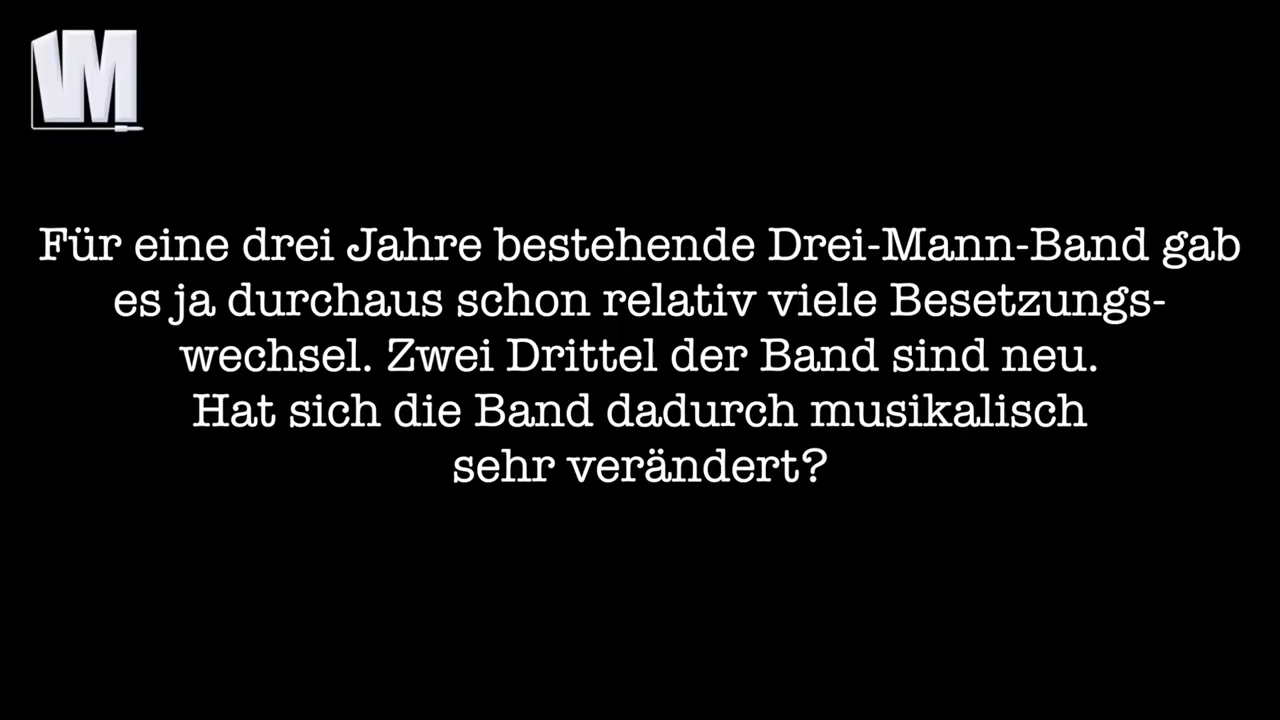 VM
Für eine drei Jahre bestehende Drei-Mann-Band gab
es ja durchaus schon relativ viele Besetzungs-
wechsel. Zwei Drittel der Band sind neu.
Hat sich die Band dadurch musikalisch
sehr verändert?